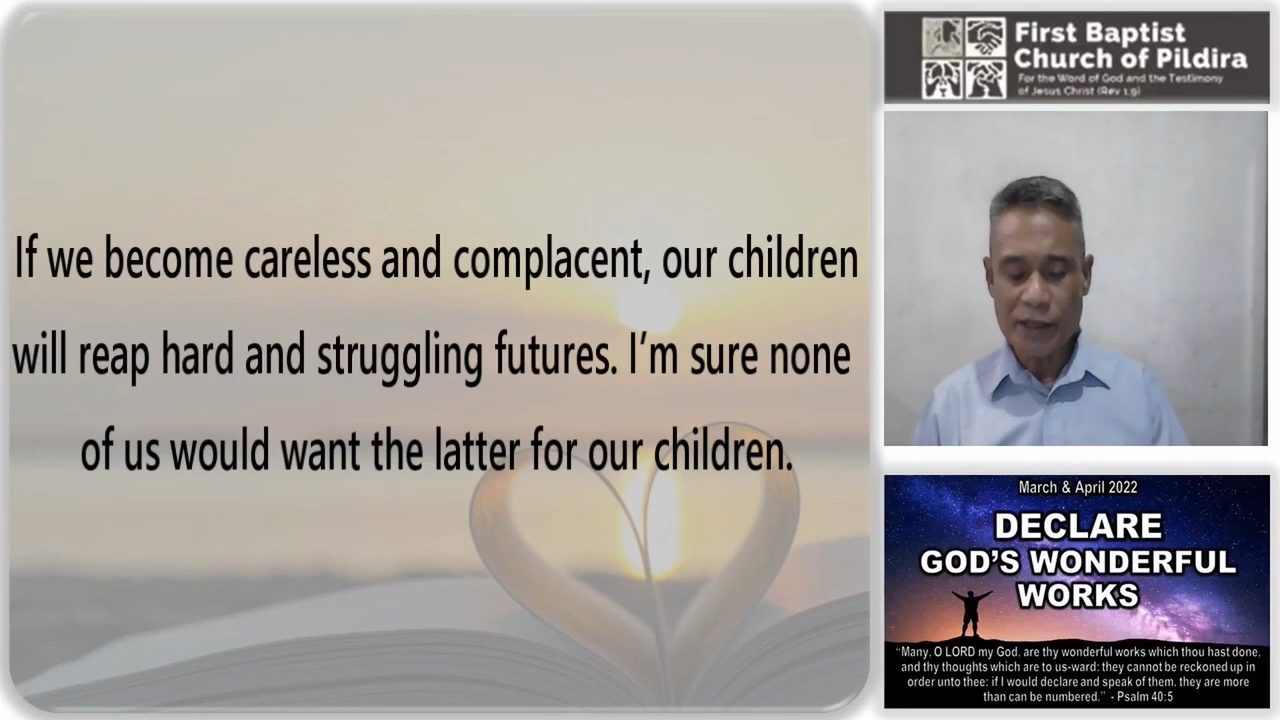 If we become careless and complacent, our children
will reap hard and struggling futures. I'm sure none
of us would want the latter for our children.
First Baptist
Church of Pildira
For the Word of God and the Testimony
of Jesus Christ (Rev 1:9)
March & April 2022
DECLARE
GOD'S WONDERFUL
WORKS
"Many, O LORD my God, are thy wonderful works which thou hast done,
and thy thoughts which are to us-ward: they cannot be reckoned up in
order unto thee: if I would declare and speak of them, they are more
than can be numbered." - Psalm 40:5